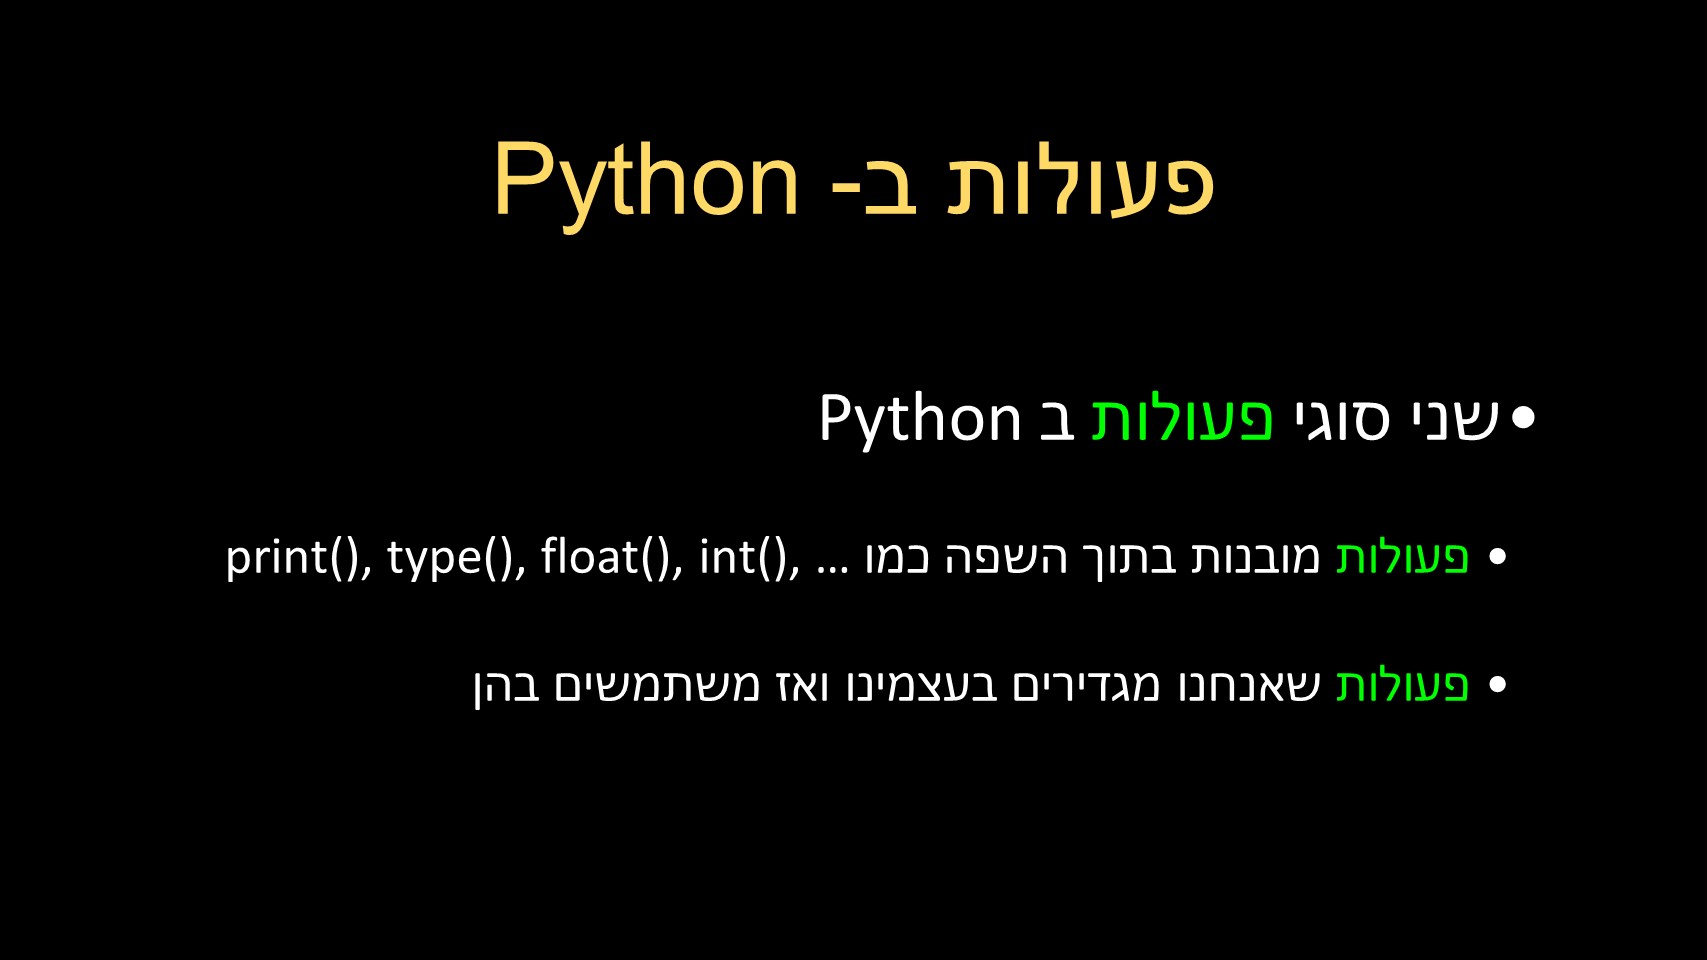 פעולות ב- Python
•שני סוגי פעולות ב Python
• פעולות מובנות בתוך השפה כמו print(), type(), float(), int(), ...
• פעולות שאנחנו מגדירים בעצמינו ואז משתמשים בהן